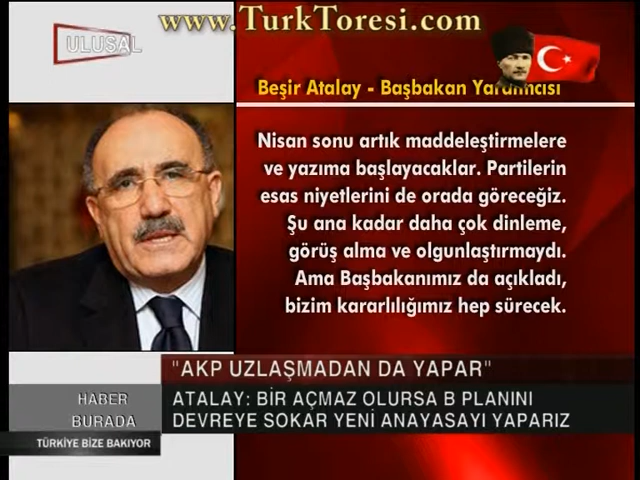 www.TurkToresi.com
ULUSAL
Beşir Atalay - Başbakan Yardımcısı
Nisan sonu artık maddeleştirmelere
ve yazıma başlayacaklar. Partilerin
esas niyetlerini de orada göreceğiz.
Şu ana kadar daha çok dinleme,
görüş alma ve olgunlaştırmaydı.
Ama Başbakanımız da açıkladı,
bizim kararlılığımız hep sürecek.
"AKP UZLAŞMADAN DA YAPAR"
HABER
BURADA
ATALAY: BİR AÇMAZ OLURSA B PLANINI
DEVREYE SOKAR YENİ ANAYASAYI YAPARIZ
TÜRKİYE BİZE BAKIYOR